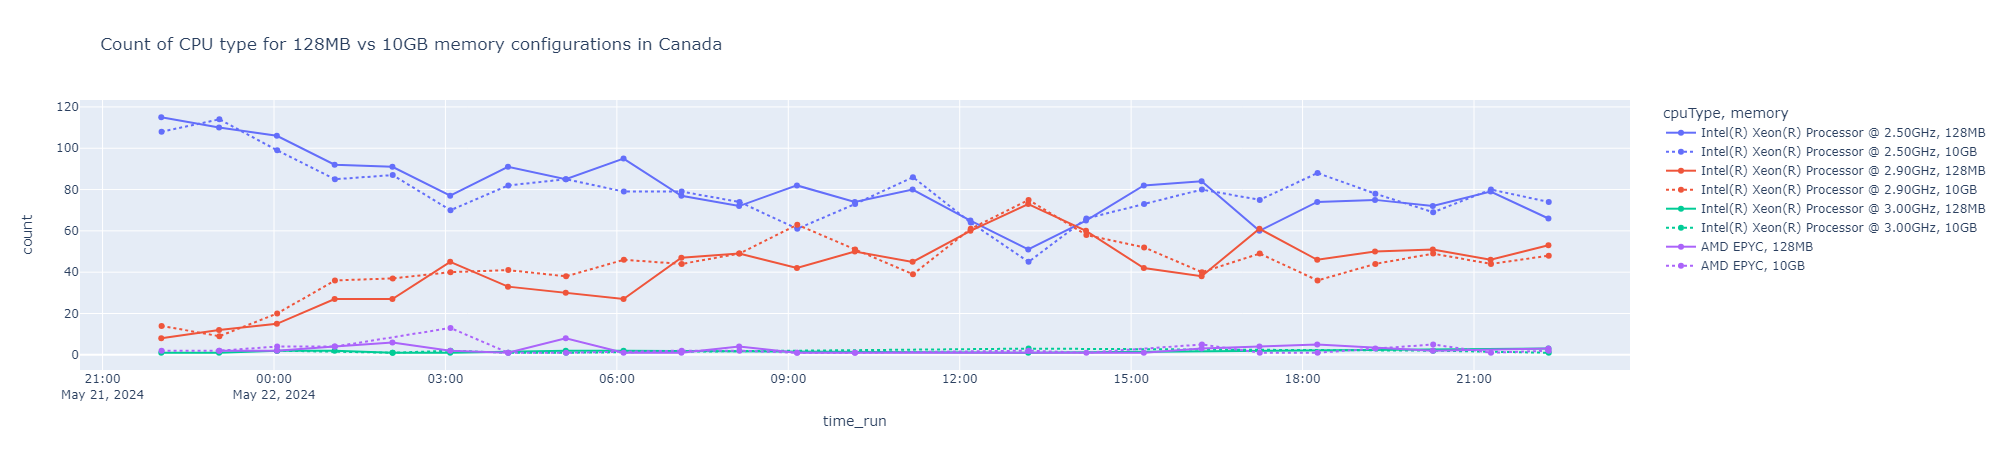 Count of CPU type for 128MB vs 10GB memory configurations in Canada
cpuType, memory
Intel(R) Xeon(R) Processor @ 2.50GHz, 128MB
Intel(R) Xeon(R) Processor @ 2.50GHz, 10GB
Intel(R) Xeon(R) Processor @ 2.90GHz, 128MB
Intel(R) Xeon(R) Processor @ 2.90GHz, 10GB
Intel(R) Xeon(R) Processor @ 3.00GHz, 128MB
Intel(R) Xeon(R) Processor @ 3.00GHz, 10GB
AMD EPYC, 128MB
AMD EPYC, 10GB
count
120
100
80
60
40
20
0
21:00
May 21, 2024
00:00
May 22, 2024
03:00
06:00
09:00
12:00
15:00
18:00
21:00
time_run